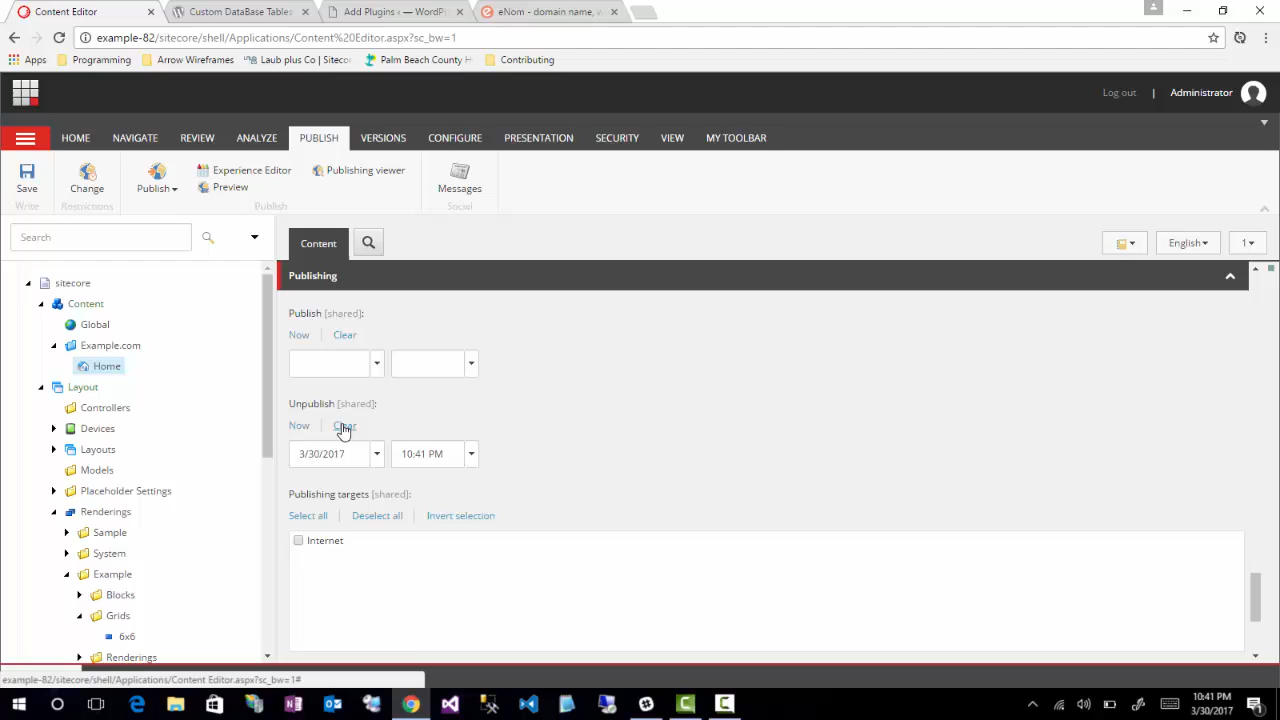 Content Editor
Custom DataBase Tables
Add Plugins ‹ — WordPr
eNom - domain name, w
example-82/sitecore/shell/Applications/Content%20Editor.aspx?sc_bw=1
Apps
Programming
Arrow Wireframes
Laub plus Co | Sitec
Palm Beach County H
Contributing
Log out
|
Administrator
HOME
NAVIGATE
REVIEW
ANALYZE
PUBLISH
VERSIONS
CONFIGURE
PRESENTATION
SECURITY
VIEW
MY TOOLBAR
Save
Write
Change
Restrictions
Publish
Experience Editor
Preview
Publishing viewer
Publish
Messages
Social
Search
Content
English
1
sitecore
Content
Global
Example.com
Home
Layout
Controllers
Devices
Layouts
Models
Placeholder Settings
Renderings
Sample
System
Example
Blocks
Grids
6x6
Renderings
Publishing
Publish [shared]:
Now | Clear
Unpublish [shared]:
Now | Clear
3/30/2017 10:41 PM
Publishing targets [shared]:
Select all | Deselect all | Invert selection
Internet
example-82/sitecore/shell/Applications/Content Editor.aspx?sc_bw=1#
10:41 PM
3/30/2017